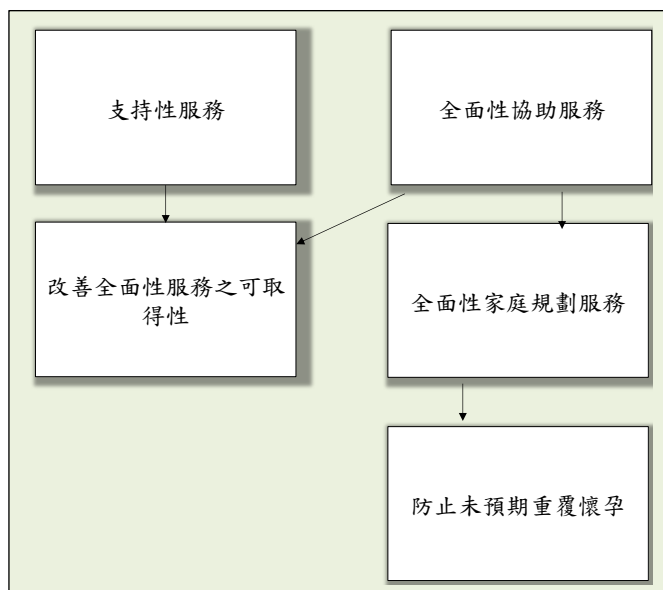 支持性服務
全面性協助服務
改善全面性服務之可取
得性
全面性家庭規劃服務
防止未預期重覆懷孕